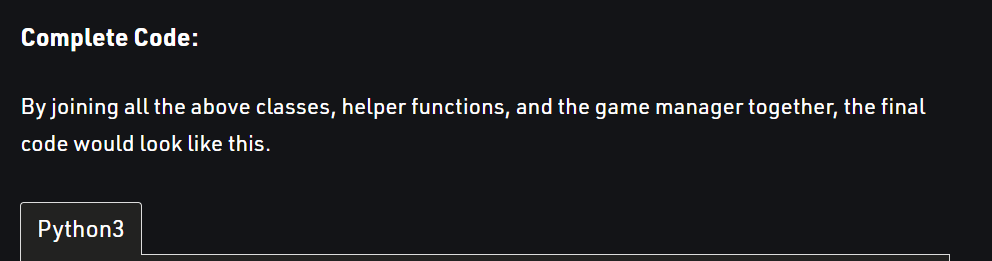 Complete Code:
By joining all the above classes, helper functions, and the game manager together, the final
code would look like this.
Python3